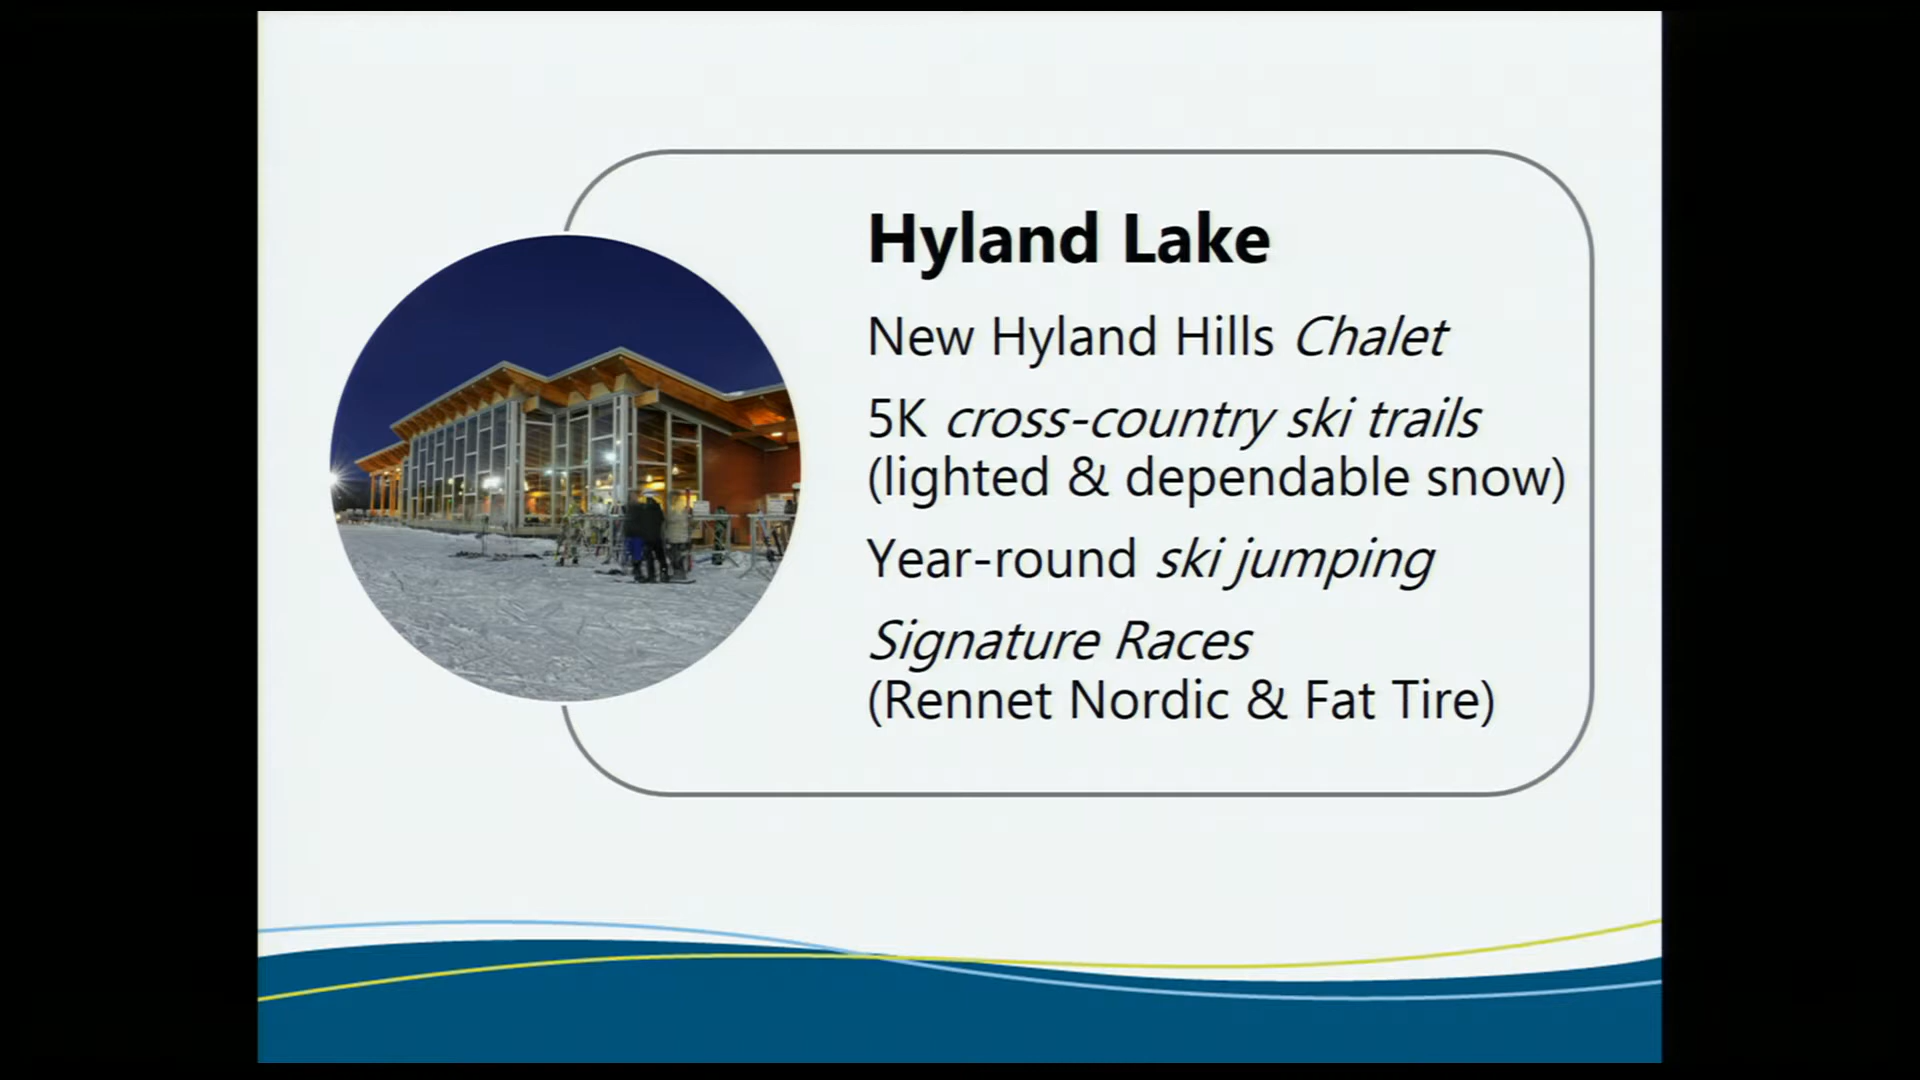 Hyland Lake
New Hyland Hills Chalet
5K cross-country ski trails
(lighted & dependable snow)
Year-round ski jumping
Signature Races
(Rennet Nordic & Fat Tire)